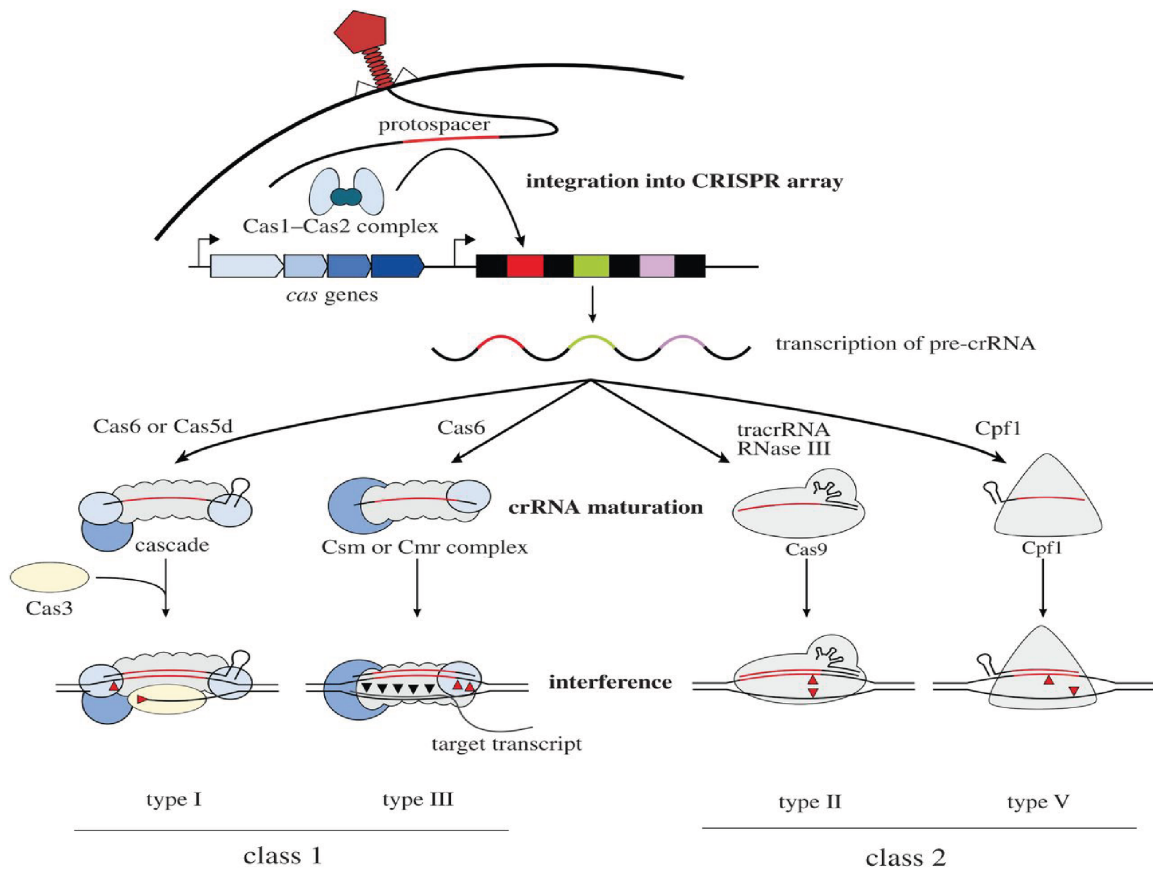 protospacer
integration into CRISPR array
Cas1–Cas2 complex
cas genes
transcription of pre-crRNA
Cas6 or Cas5d
Cas6
tracrRNA
RNase III
Cpf1
crRNA maturation
cascade
Csm or Cmr complex
Cas9
Cpf1
Cas3
interference
target transcript
type I
type III
type II
type V
class 1
class 2